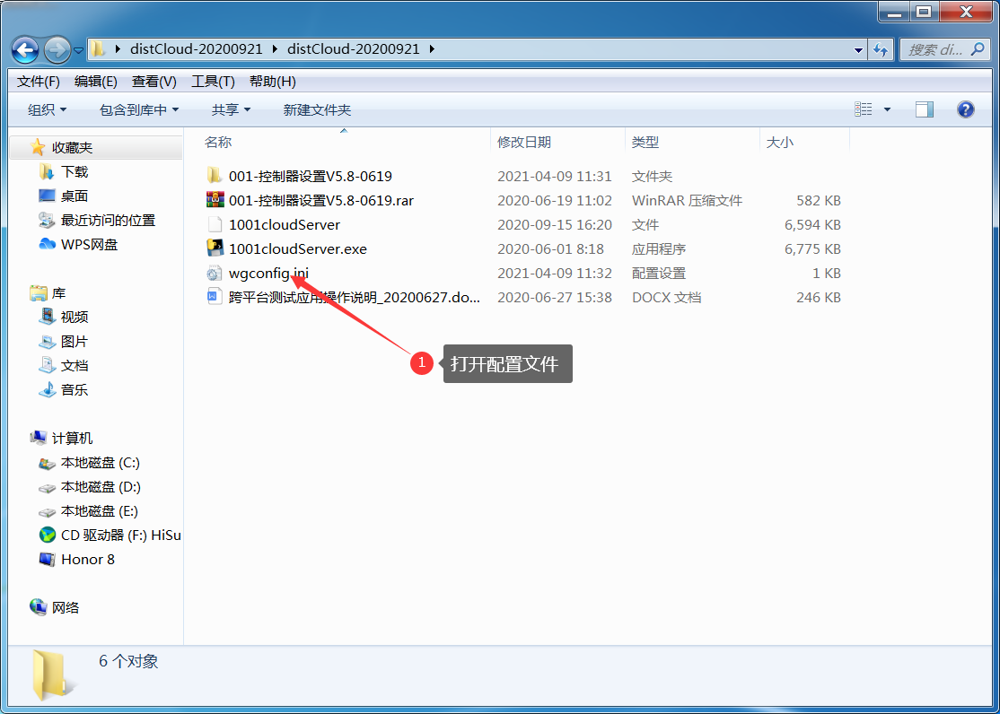 distCloud-20200921 distCloud-20200921
搜索 di...
文件(F) 编辑(E) 查看(V) 工具(T) 帮助(H)
组织 包含到库中 共享 新建文件夹
收藏夹
下载
桌面
最近访问的位置
WPS网盘
库
视频
图片
文档
音乐
计算机
本地磁盘 (C:)
本地磁盘 (D:)
本地磁盘 (E:)
CD 驱动器 (F:) HiSu
Honor 8
网络
名称 修改日期 类型 大小
001-控制器设置V5.8-0619 2021-04-09 11:31 文件夹
001-控制器设置V5.8-0619.rar 2020-06-19 11:02 WinRAR 压缩文件 582 KB
1001cloudServer 2020-09-15 16:20 文件 6,594 KB
1001cloudServer.exe 2020-06-01 8:18 应用程序 6,775 KB
wgconfig.ini 2021-04-09 11:32 配置设置 1 KB
跨平台测试应用操作说明_20200627.do... 2020-06-27 15:38 DOCX 文档 246 KB
1 打开配置文件
6 个对象